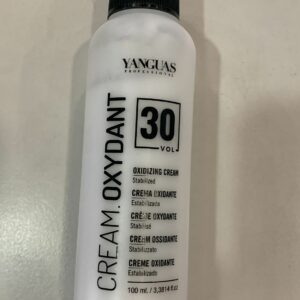 YANGUAS
PROFESSIONAL
CREAM.OXYDANT
30
VOL
OXIDIZING CREAM
Stabilized
CREMA OXIDANTE
Estabilizada
CRÈME OXYDANTE
Stabilisé
CREAM OSSIDANTE
Stabilizzato
CREME OXIDANTE
Estabilizado
100 ml. / 3,3814 fl.oz